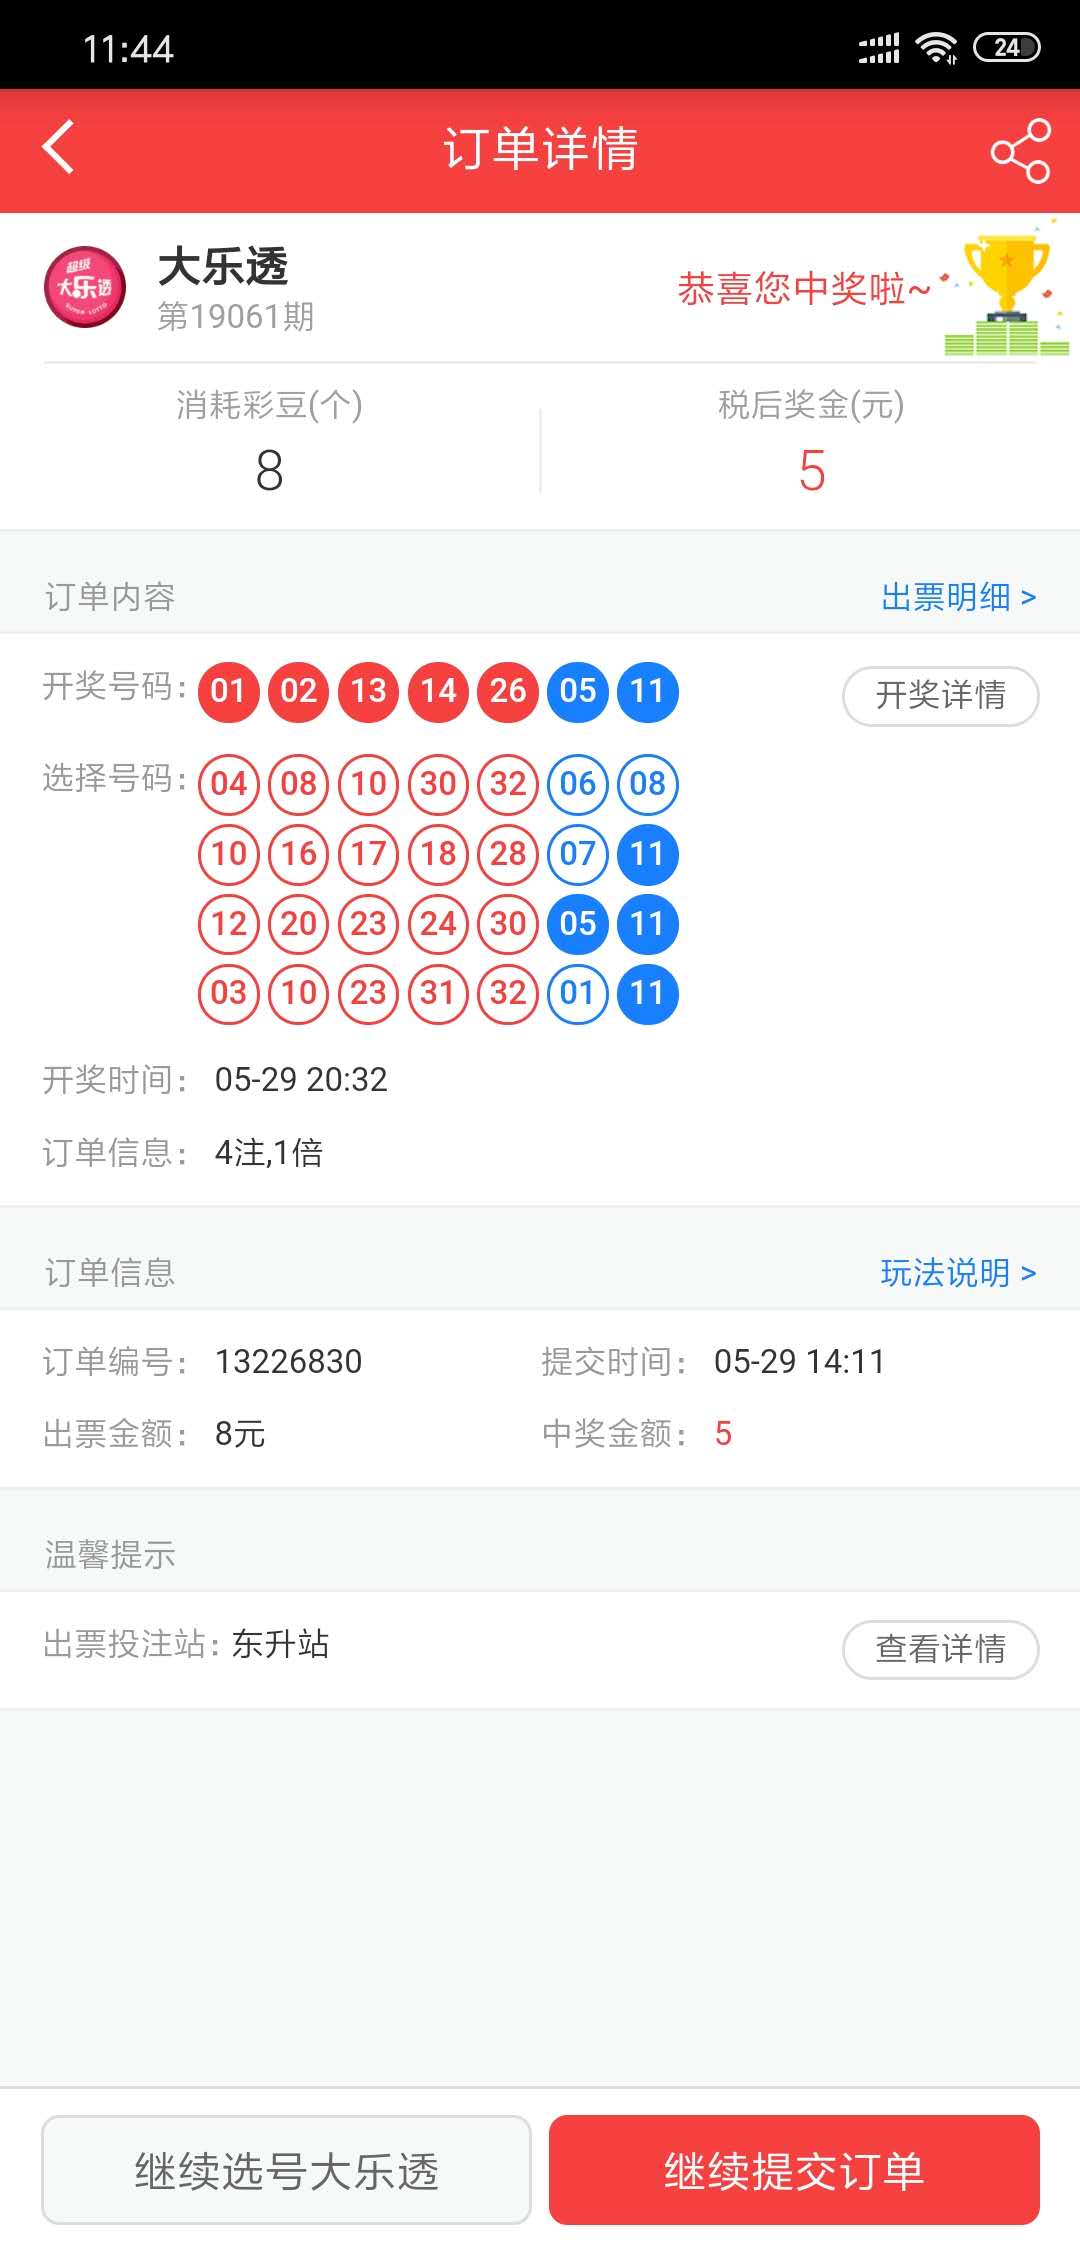 11:44
24
订单详情
超级
大乐透
SUPER LOTTO
大乐透
第19061期
恭喜您中奖啦~
消耗彩豆(个)
税后奖金(元)
8
5
订单内容
出票明细 >
开奖号码: 01 02 13 14 26 05 11
开奖详情
选择号码: 04 08 10 30 32 06 08
10 16 17 18 28 07 11
12 20 23 24 30 05 11
03 10 23 31 32 01 11
开奖时间: 05-29 20:32
订单信息: 4注,1倍
订单信息
玩法说明 >
订单编号: 13226830
提交时间: 05-29 14:11
出票金额: 8元
中奖金额: 5
温馨提示
出票投注站: 东升站
查看详情
继续选号大乐透
继续提交订单